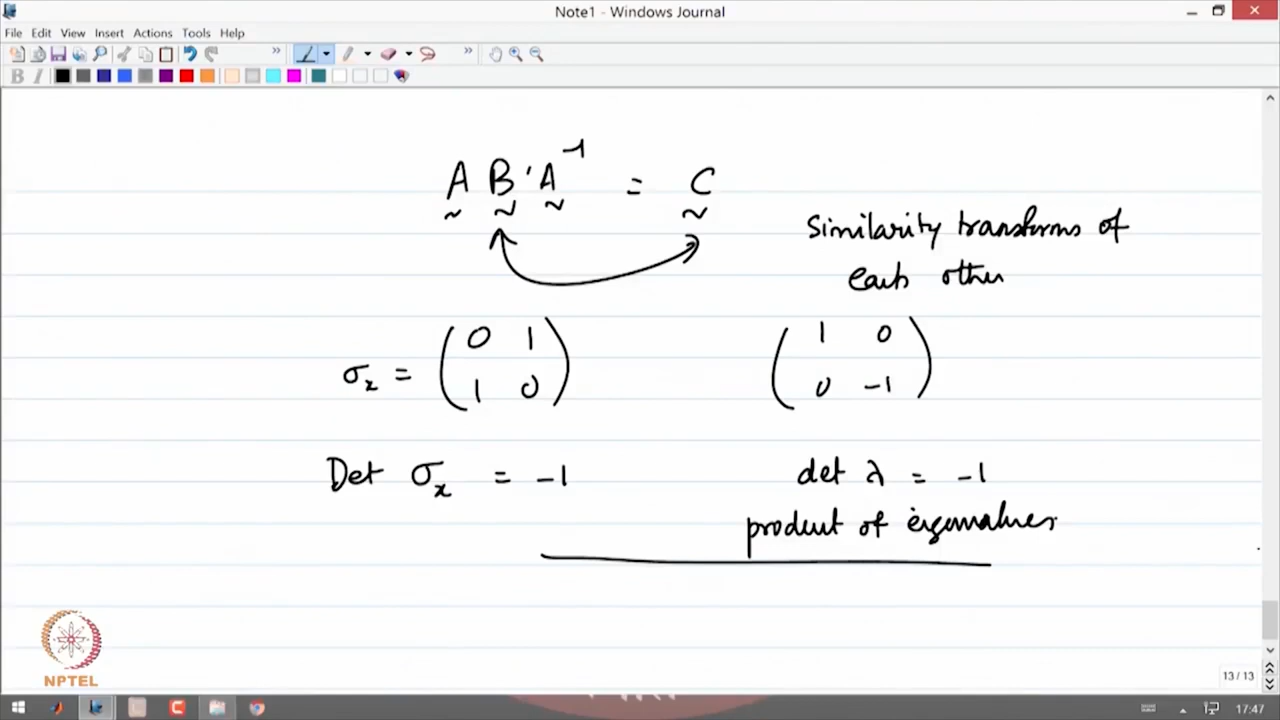 Note1 - Windows Journal
File Edit View Insert Actions Tools Help
A B A⁻¹ = C
~ ~ ~ ~
Similarity transforms of
each other
σx = (0 1
1 0)
(1 0
0 -1)
Det σx = -1
det λ = -1
product of eigenvalues
NPTEL
13 / 13
17:47